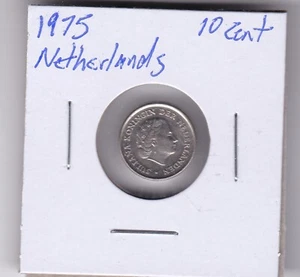 1975 10 cent
Netherlands
JULIANA KONINGIN DER NEDERLANDEN